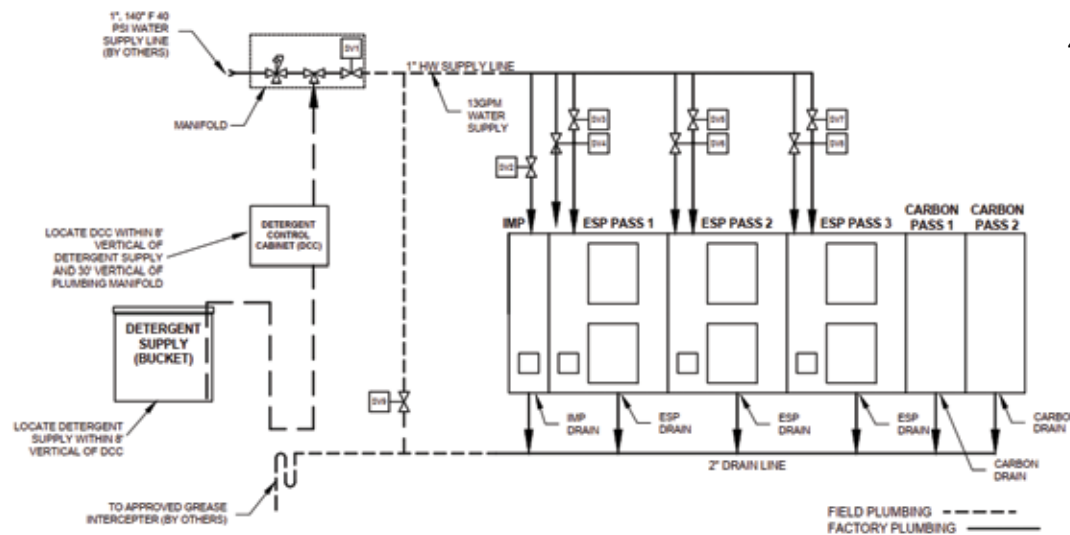 1", 140° F 40
PSI WATER
SUPPLY LINE
(BY OTHERS)
SV1
1" HW SUPPLY LINE
MANIFOLD
13GPM
WATER
SUPPLY
SV3
SV4
SV5
SV6
SV7
SV8
SV2
DETERGENT
CONTROL
CABINET (DCC)
LOCATE DCC WITHIN 8'
VERTICAL OF
DETERGENT SUPPLY
AND 30' VERTICAL OF
PLUMBING MANIFOLD
IMP
ESP PASS 1
ESP PASS 2
ESP PASS 3
CARBON
PASS 1
CARBON
PASS 2
DETERGENT
SUPPLY
(BUCKET)
LOCATE DETERGENT
SUPPLY WITHIN 8'
VERTICAL OF DCC
SV9
IMP
DRAIN
ESP
DRAIN
ESP
DRAIN
ESP
DRAIN
CARBO
DRAIN
2" DRAIN LINE
CARBON
DRAIN
TO APPROVED GREASE
INTERCEPTER (BY OTHERS)
FIELD PLUMBING
FACTORY PLUMBING